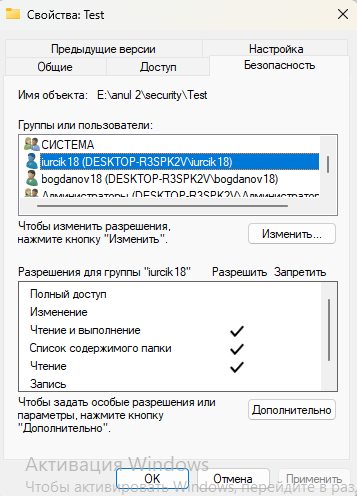 Свойства: Test
Предыдущие версии
Настройка
Общие
Доступ
Безопасность
Имя объекта: E:\anul 2\security\Test
Группы или пользователи:
СИСТЕМА
iurcik18 (DESKTOP-R3SPK2V\iurcik18)
bogdanov18 (DESKTOP-R3SPK2V\bogdanov18)
Администраторы (DESKTOP-R3SPK2V\Администратор
Чтобы изменить разрешения,
нажмите кнопку "Изменить".
Изменить...
Разрешения для группы "iurcik18"
Разрешить
Запретить
Полный доступ
Изменение
Чтение и выполнение
Список содержимого папки
Чтение
Запись
Чтобы задать особые разрешения или
параметры, нажмите кнопку
"Дополнительно".
Дополнительно
Активация Windows
OK
Отмена
Применить
Чтобы активировать Windows, перейдите в раз